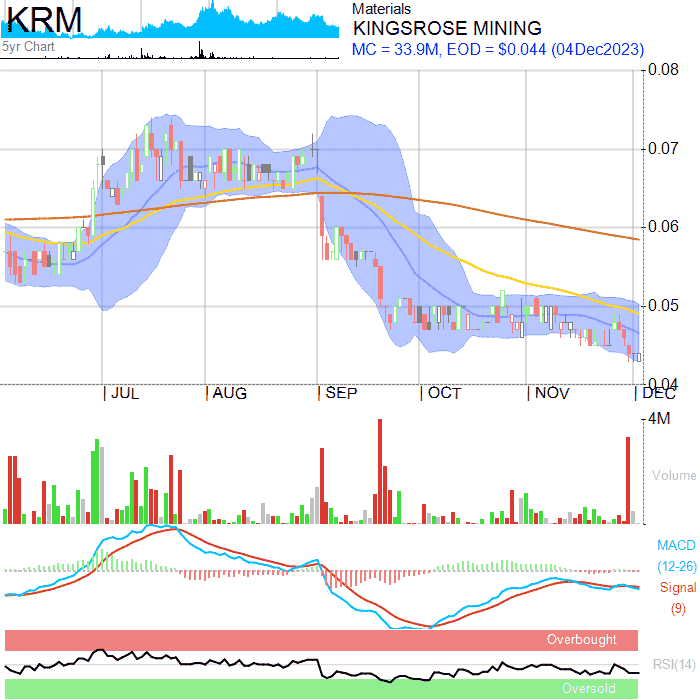 KRM
5yr Chart
Materials
KINGSROSE MINING
MC = 33.9M, EOD = $0.044 (04Dec2023)
0.08
0.07
0.06
0.05
0.04
JUL
AUG
SEP
OCT
NOV
DEC
4M
Volume
MACD
(12-26)
Signal
(9)
Overbought
RSI(14)
Oversold